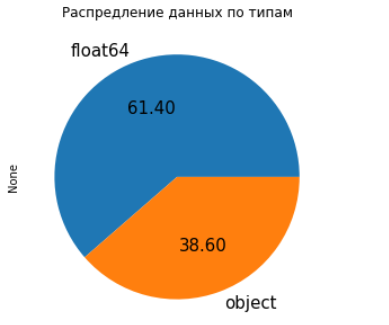 Распредление данных по типам
float64
61.40
None
38.60
object